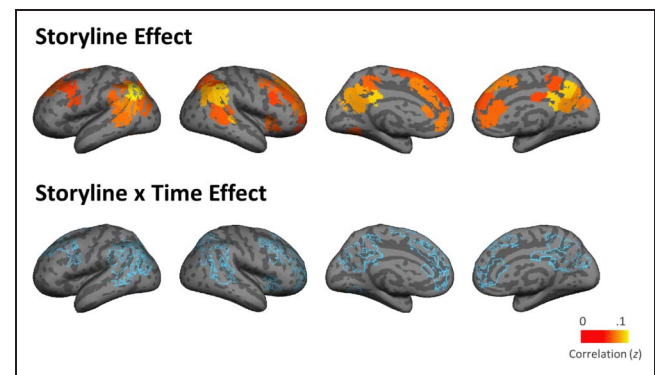 Storyline Effect
Storyline x Time Effect
0 .1
Correlation (z)